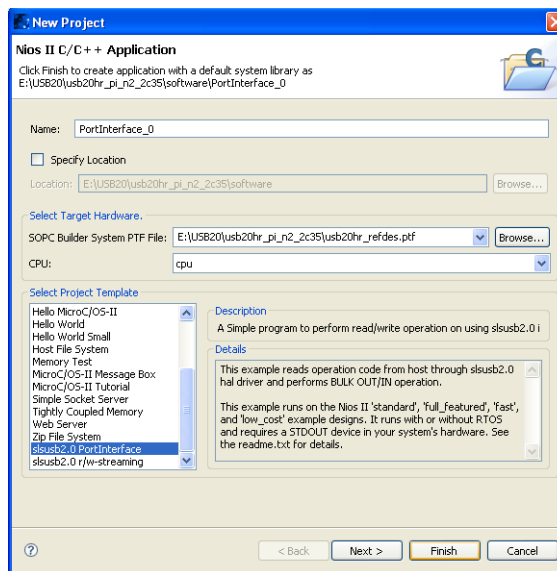 New Project
Nios II C/C++ Application
Click Finish to create application with a default system library as
E:\USB20\usb20hr_pi_n2_2c35\software\PortInterface_0
Name: PortInterface_0
Specify Location
Location: E:\USB20\usb20hr_pi_n2_2c35\software Browse...
Select Target Hardware.
SOPC Builder System PTF File: E:\USB20\usb20hr_pi_n2_2c35\usb20hr_refdes.ptf Browse...
CPU: cpu
Select Project Template
Hello MicroC/OS-II
Hello World
Hello World Small
Host File System
Memory Test
MicroC/OS-II Message Box
MicroC/OS-II Tutorial
Simple Socket Server
Tightly Coupled Memory
Web Server
Zip File System
slsusb2.0 PortInterface
slsusb2.0 r/w-streaming
Description
A Simple program to perform read/write operation on using slsusb2.0 i
Details
This example reads operation code from host through slsusb2.0
hal driver and performs BULK OUT/IN operation.
This example runs on the Nios II 'standard', 'full_featured', 'fast',
and 'low_cost' example designs. It runs with or without RTOS
and requires a STDOUT device in your system's hardware. See
the readme.txt for details.
? < Back Next > Finish Cancel